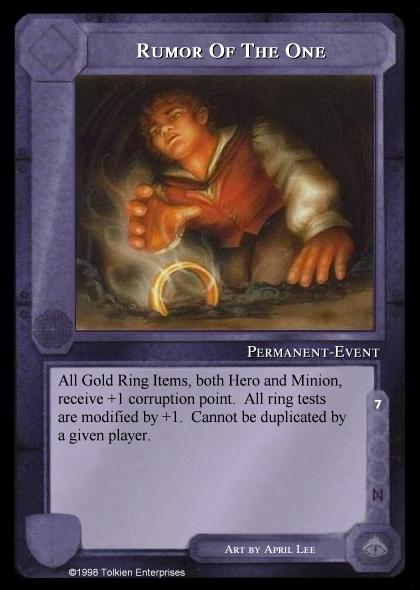 Rumor Of The One
Permanent-Event
All Gold Ring Items, both Hero and Minion,
receive +1 corruption point.  All ring tests
are modified by +1.  Cannot be duplicated by
a given player.
7
Art by April Lee
©1998 Tolkien Enterprises